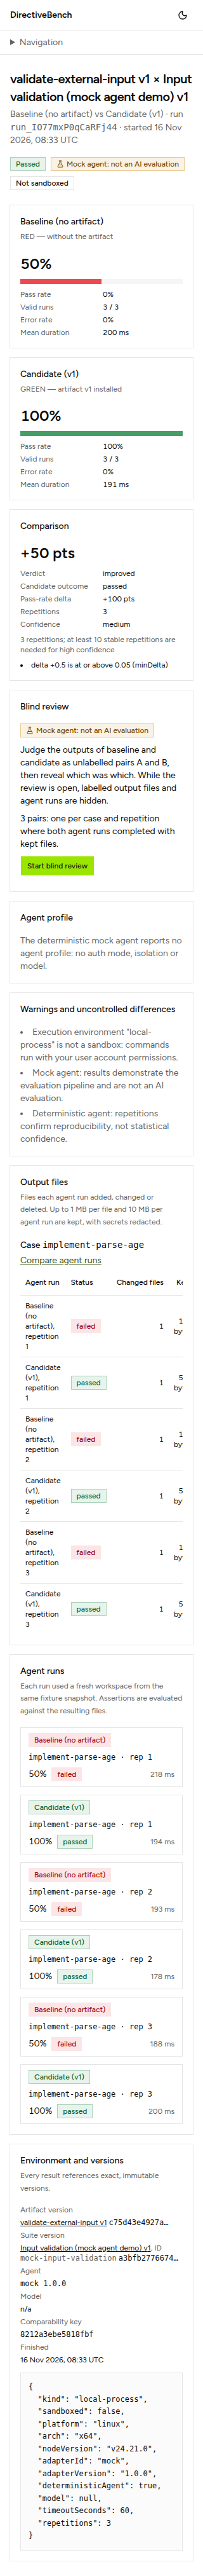 DirectiveBench
Navigation
validate-external-input v1 × Input
validation (mock agent demo) v1
Baseline (no artifact) vs Candidate (v1) · run
run_IO77mxP0qCaRFj44 · started 16 Nov
2026, 08:33 UTC
Passed
Mock agent: not an AI evaluation
Not sandboxed
Baseline (no artifact)
RED — without the artifact
50%
Pass rate 0%
Valid runs 3 / 3
Error rate 0%
Mean duration 200 ms
Candidate (v1)
GREEN — artifact v1 installed
100%
Pass rate 100%
Valid runs 3 / 3
Error rate 0%
Mean duration 191 ms
Comparison
+50 pts
Verdict improved
Candidate outcome passed
Pass-rate delta +100 pts
Repetitions 3
Confidence medium
3 repetitions; at least 10 stable repetitions are
needed for high confidence
• delta +0.5 is at or above 0.05 (minDelta)
Blind review
Mock agent: not an AI evaluation
Judge the outputs of baseline and
candidate as unlabelled pairs A and B,
then reveal which was which. While the
review is open, labelled output files and
agent runs are hidden.
3 pairs: one per case and repetition
where both agent runs completed with
kept files.
Start blind review
Agent profile
The deterministic mock agent reports no
agent profile: no auth mode, isolation or
model.
Warnings and uncontrolled differences
• Execution environment "local-
process" is not a sandbox: commands
run with your user account permissions.
• Mock agent: results demonstrate the
evaluation pipeline and are not an AI
evaluation.
• Deterministic agent: repetitions
confirm reproducibility, not statistical
confidence.
Output files
Files each agent run added, changed or
deleted. Up to 1 MB per file and 10 MB per
agent run are kept, with secrets redacted.
Case implement-parse-age
Compare agent runs
Agent run Status Changed files Ke
Baseline
(no
artifact),
repetition
1
failed 1 1
by
Candidate
(v1),
repetition
1
passed 1 5
by
Baseline
(no
artifact),
repetition
2
failed 1 1
by
Candidate
(v1),
repetition
2
passed 1 5
by
Baseline
(no
artifact),
repetition
3
failed 1 1
by
Candidate
(v1),
repetition
3
passed 1 5
by
Agent runs
Each run used a fresh workspace from the
same fixture snapshot. Assertions are evaluated
against the resulting files.
Baseline (no artifact)
implement-parse-age · rep 1
50% failed 218 ms
Candidate (v1)
implement-parse-age · rep 1
100% passed 194 ms
Baseline (no artifact)
implement-parse-age · rep 2
50% failed 193 ms
Candidate (v1)
implement-parse-age · rep 2
100% passed 178 ms
Baseline (no artifact)
implement-parse-age · rep 3
50% failed 188 ms
Candidate (v1)
implement-parse-age · rep 3
100% passed 200 ms
Environment and versions
Every result references exact, immutable
versions.
Artifact version
validate-external-input v1 c75d43e4927a…
Suite version
Input validation (mock agent demo) v1, ID
mock-input-validation a3bfb2776674…
Agent
mock 1.0.0
Model
n/a
Comparability key
8212a3ebe5818fbf
Finished
16 Nov 2026, 08:33 UTC
{
"kind": "local-process",
"sandboxed": false,
"platform": "linux",
"arch": "x64",
"nodeVersion": "v24.21.0",
"adapterId": "mock",
"adapterVersion": "1.0.0",
"deterministicAgent": true,
"model": null,
"timeoutSeconds": 60,
"repetitions": 3
}